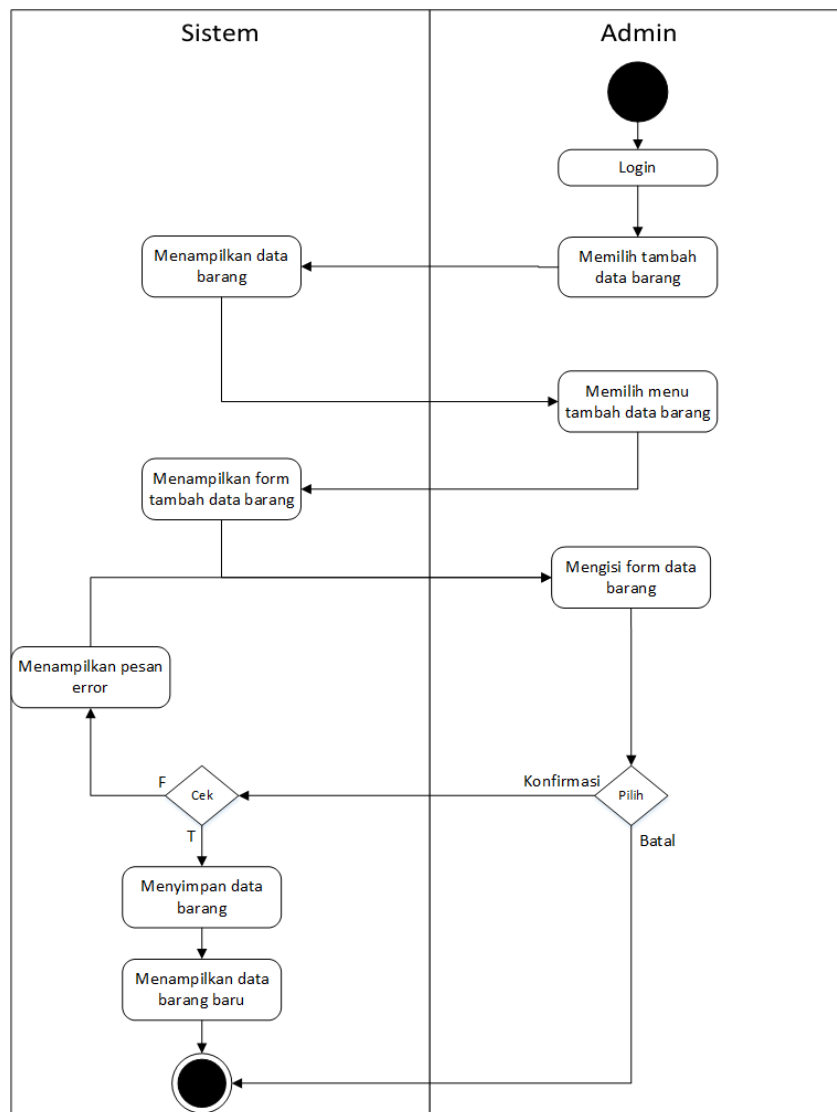 Sistem
Admin
Login
Memilih tambah
data barang
Menampilkan data
barang
Memilih menu
tambah data barang
Menampilkan form
tambah data barang
Mengisi form data
barang
Menampilkan pesan
error
F
Cek
T
Konfirmasi
Pilih
Batal
Menyimpan data
barang
Menampilkan data
barang baru